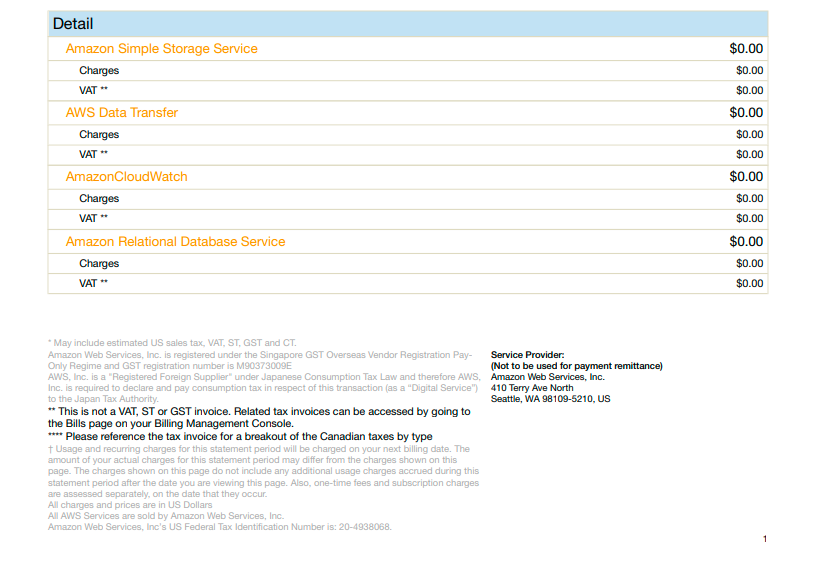 Detail
Amazon Simple Storage Service $0.00
Charges $0.00
VAT ** $0.00
AWS Data Transfer $0.00
Charges $0.00
VAT ** $0.00
AmazonCloudWatch $0.00
Charges $0.00
VAT ** $0.00
Amazon Relational Database Service $0.00
Charges $0.00
VAT ** $0.00
* May include estimated US sales tax, VAT, ST, GST and CT.
Amazon Web Services, Inc. is registered under the Singapore GST Overseas Vendor Registration Pay-
Only Regime and GST registration number is M90373009E
AWS, Inc. is a "Registered Foreign Supplier" under Japanese Consumption Tax Law and therefore AWS,
Inc. is required to declare and pay consumption tax in respect of this transaction (as a "Digital Service")
to the Japan Tax Authority.
** This is not a VAT, ST or GST invoice. Related tax invoices can be accessed by going to
the Bills page on your Billing Management Console.
**** Please reference the tax invoice for a breakout of the Canadian taxes by type
† Usage and recurring charges for this statement period will be charged on your next billing date. The
amount of your actual charges for this statement period may differ from the charges shown on this
page. The charges shown on this page do not include any additional usage charges accrued during this
statement period after the date you are viewing this page. Also, one-time fees and subscription charges
are assessed separately, on the date that they occur.
All charges and prices are in US Dollars
All AWS Services are sold by Amazon Web Services, Inc.
Amazon Web Services, Inc's US Federal Tax Identification Number is: 20-4938068.
Service Provider:
(Not to be used for payment remittance)
Amazon Web Services, Inc.
410 Terry Ave North
Seattle, WA 98109-5210, US
1